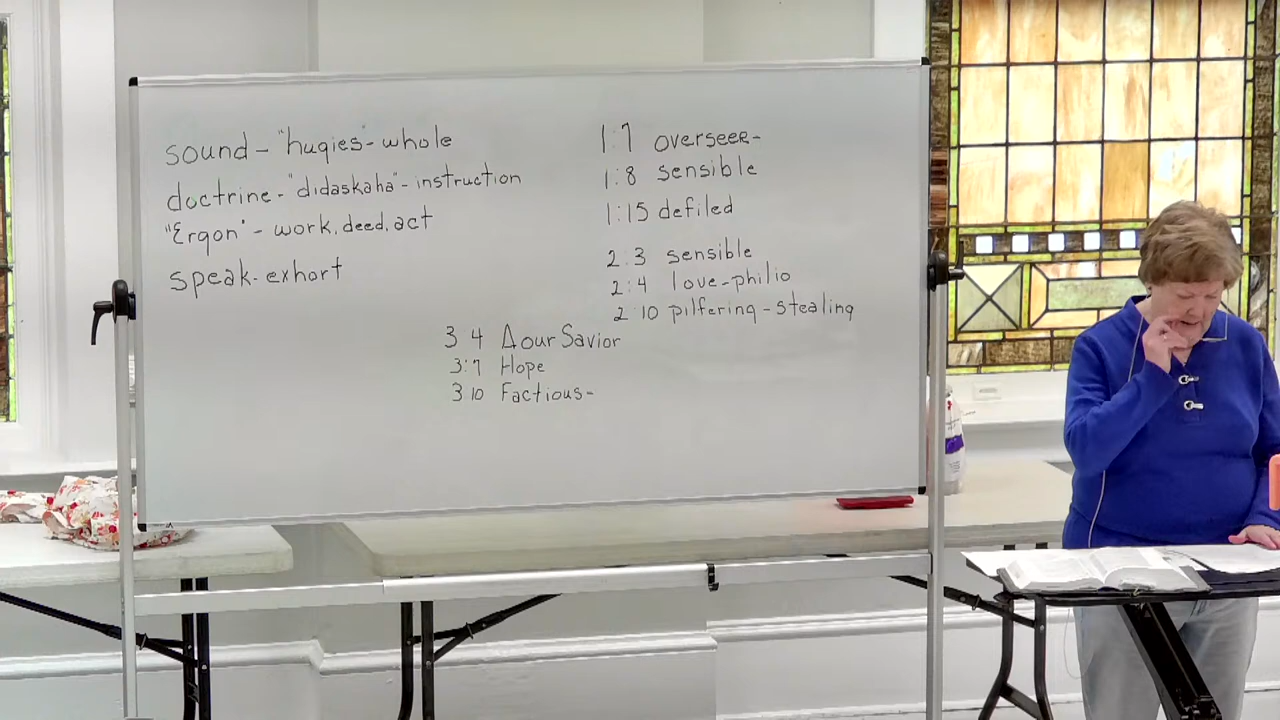 sound - "hugies" - whole
doctrine - "didaskaha" - instruction
"Ergon" - work, deed, act
speak - exhort
1:7 overseer -
1:8 sensible
1:15 defiled
2:3 sensible
2:4 love - philio
2:10 pilfering - stealing
3 4 Δ our Savior
3:7 Hope
3 10 Factious -